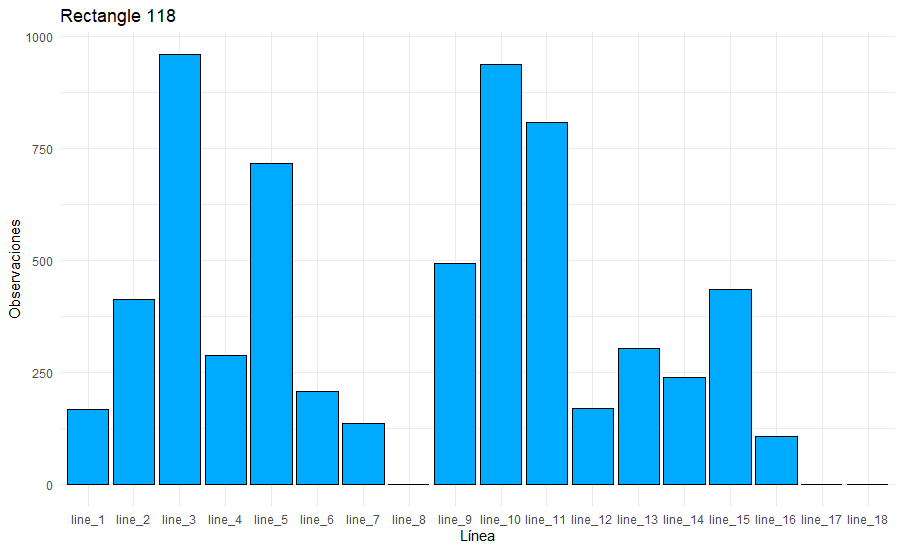 Rectangle 118
1000
750
500
250
0
Observaciones
line_1 line_2 line_3 line_4 line_5 line_6 line_7 line_8 line_9 line_10 line_11 line_12 line_13 line_14 line_15 line_16 line_17 line_18
Línea